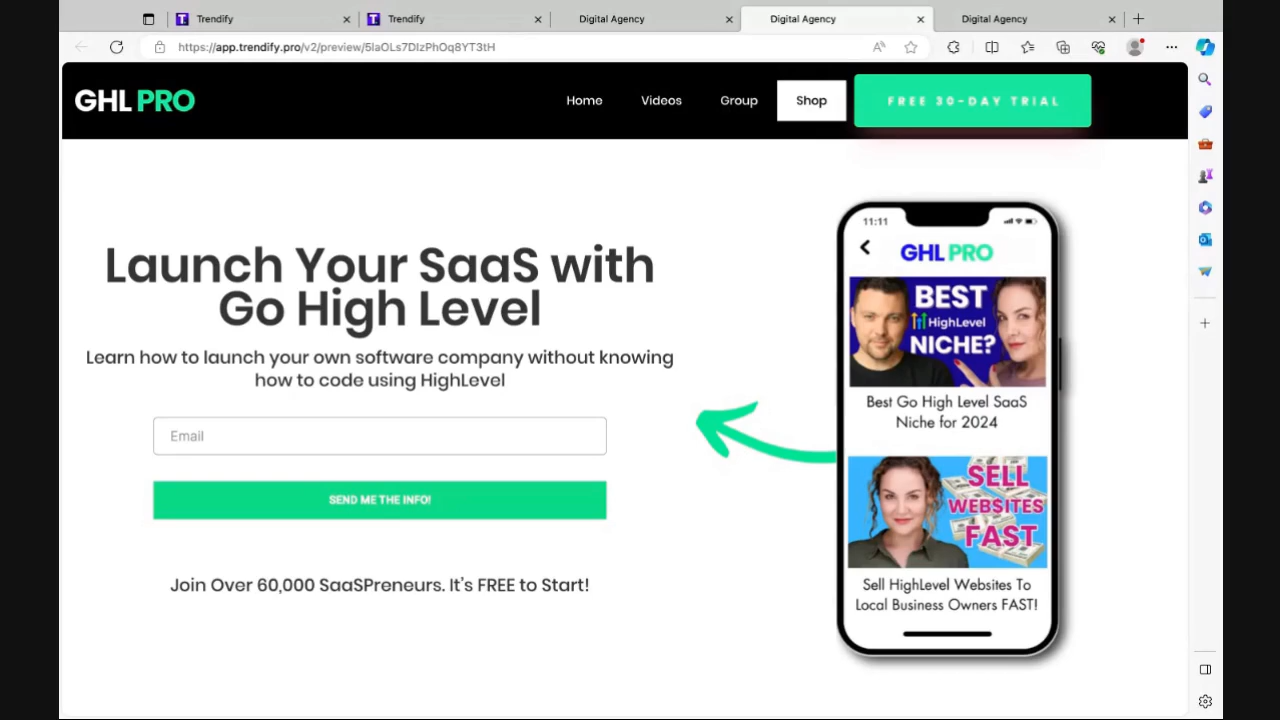 Trendify
Trendify
Digital Agency
Digital Agency
Digital Agency
https://app.trendify.pro/v2/preview/5laOLs7DIzPhOq8YT3tH
GHL PRO
Home
Videos
Group
Shop
FREE 30-DAY TRIAL
Launch Your SaaS with
Go High Level
Learn how to launch your own software company without knowing
how to code using HighLevel
Email
SEND ME THE INFO!
Join Over 60,000 SaaSPreneurs. It's FREE to Start!
11:11
GHL PRO
BEST
HighLevel
NICHE?
Best Go High Level SaaS
Niche for 2024
SELL
WEBSITES
FAST
Sell HighLevel Websites To
Local Business Owners FAST!